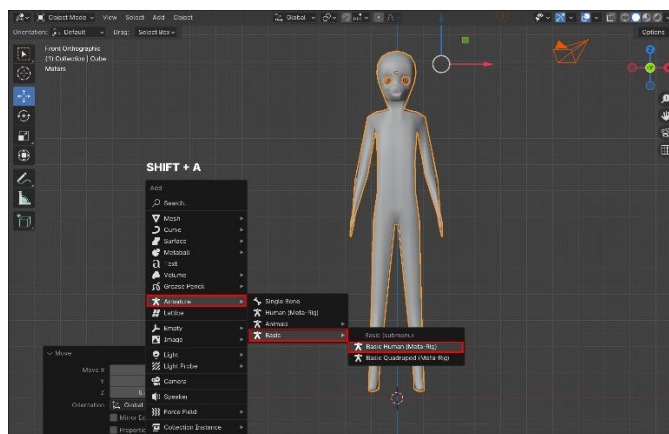 Object Mode
View
Select
Add
Object
Global
Orientation:
Default
Drag:
Select Box
Options
Front Orthographic
(1) Collection | Cube
Meters
SHIFT + A
Add
Search...
Mesh
Curve
Surface
Metaball
Text
Volume
Grease Pencil
Armature
Single Bone
Lattice
Human (Meta-Rig)
Animals
Empty
Basic
Basic (submenu)
Image
Basic Human (Meta-Rig)
Light
Basic Quadruped (Meta-Rig)
Light Probe
Camera
Speaker
Force Field
Collection Instance
Move
Move X
Y
Z
Orientation
Global
Z